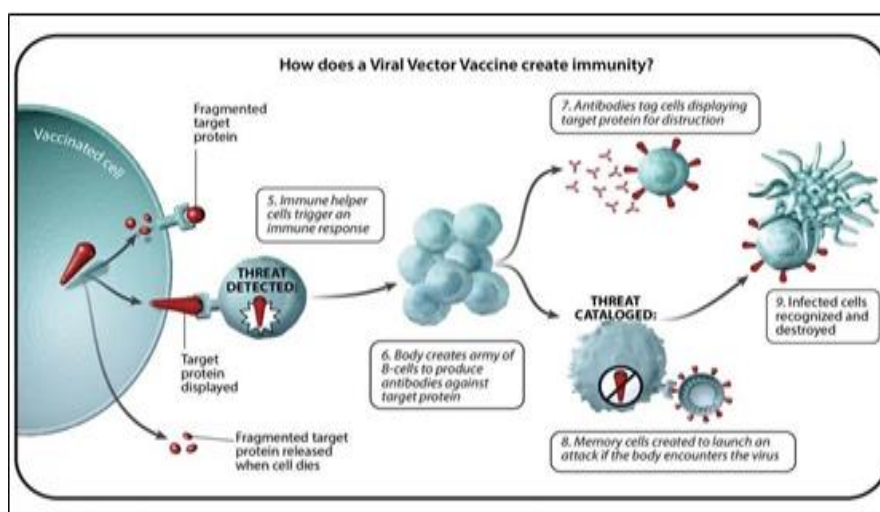 How does a Viral Vector Vaccine create immunity?
Vaccinated cell
Fragmented
target
protein
5. Immune helper
cells trigger an
immune response
THREAT
DETECTED:
Target
protein
displayed
Fragmented target
protein released
when cell dies
6. Body creates army of
B-cells to produce
antibodies against
target protein
7. Antibodies tag cells displaying
target protein for distruction
THREAT
CATALOGED:
8. Memory cells created to launch an
attack if the body encounters the virus
9. Infected cells
recognized and
destroyed